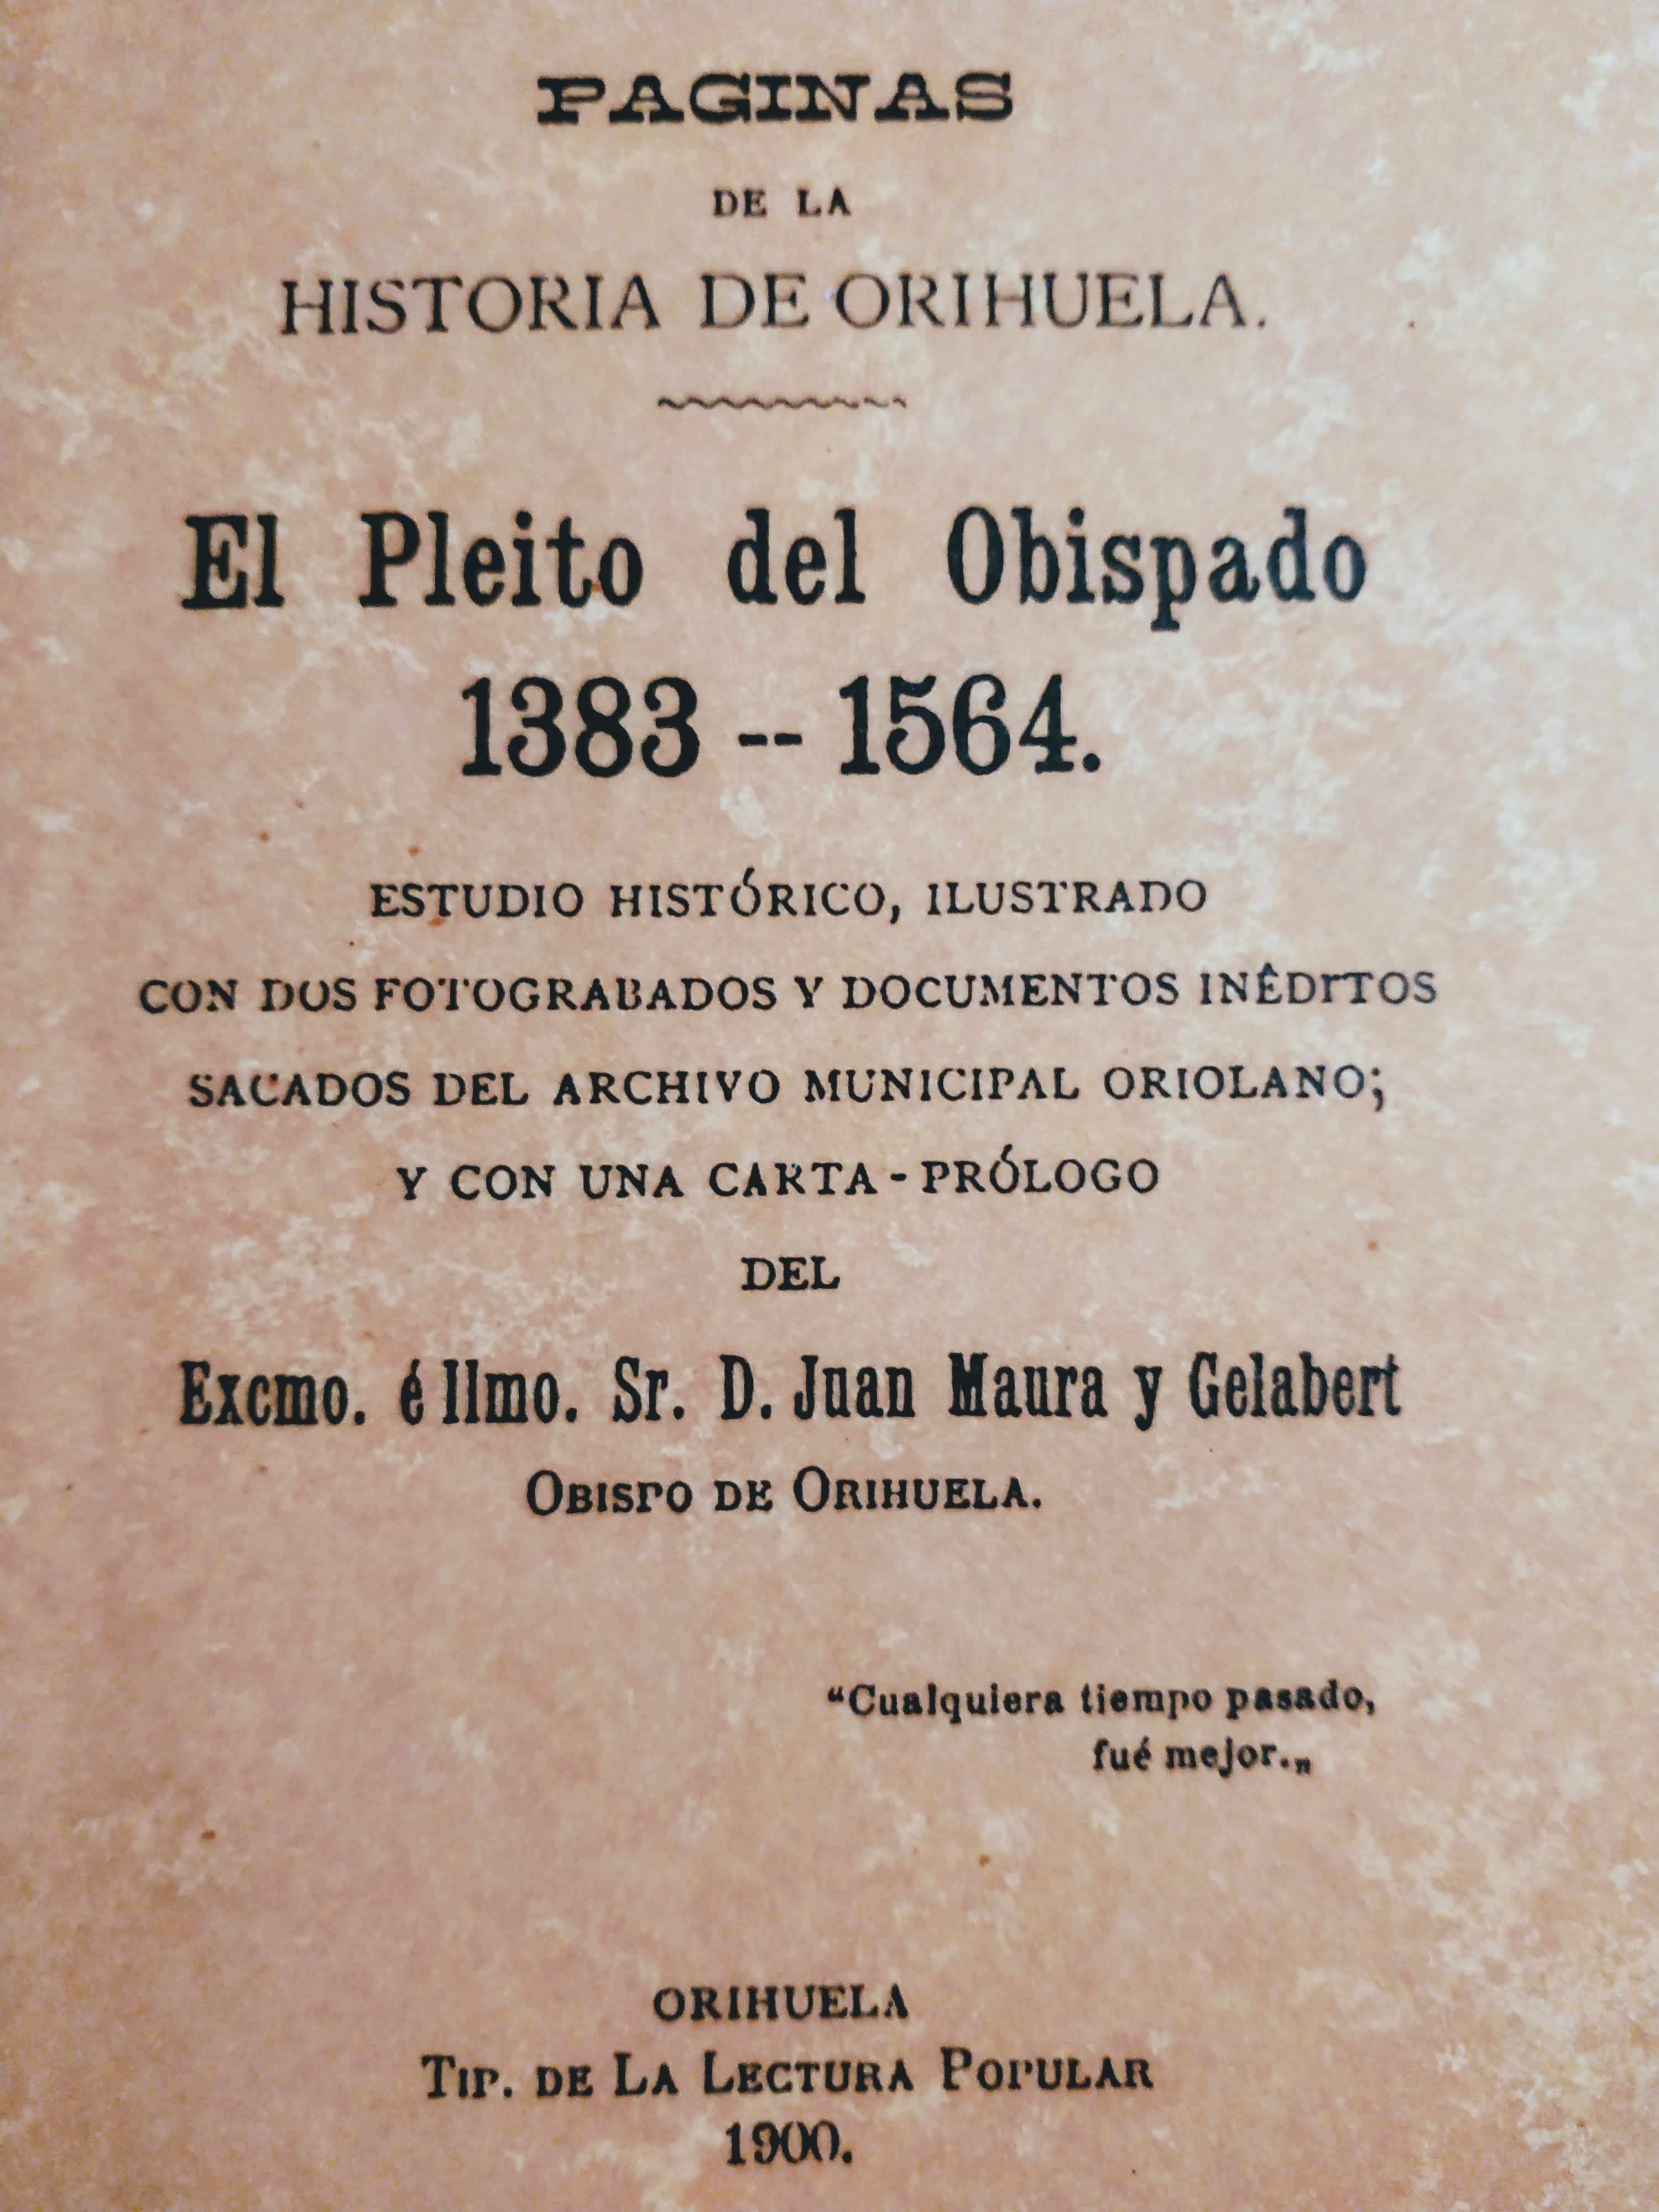 PAGINAS
DE LA
HISTORIA DE ORIHUELA.
El Pleito del Obispado
1383 -- 1564.
ESTUDIO HISTÓRICO, ILUSTRADO
CON DOS FOTOGRABADOS Y DOCUMENTOS INÊDITOS
SACADOS DEL ARCHIVO MUNICIPAL ORIOLANO;
Y CON UNA CARTA-PRÓLOGO
DEL
Excmo. é Ilmo. Sr. D. Juan Maura y Gelabert
OBISPO DE ORIHUELA.
“Cualquiera tiempo pasado,
fué mejor.„
ORIHUELA
TIP. DE LA LECTURA POPULAR
1900.